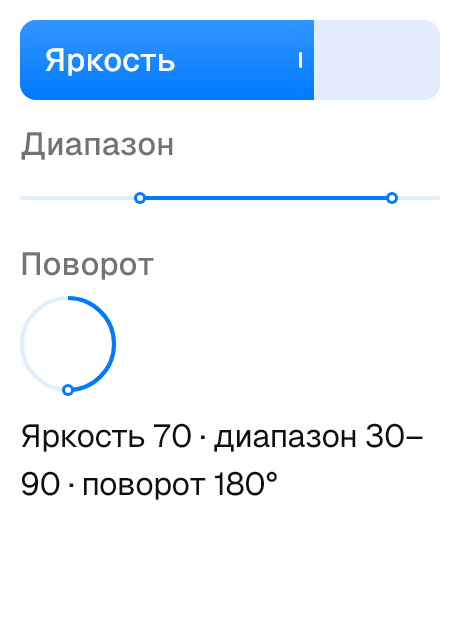 Яркость
Диапазон
Поворот
Яркость 70 · диапазон 30–
90 · поворот 180°